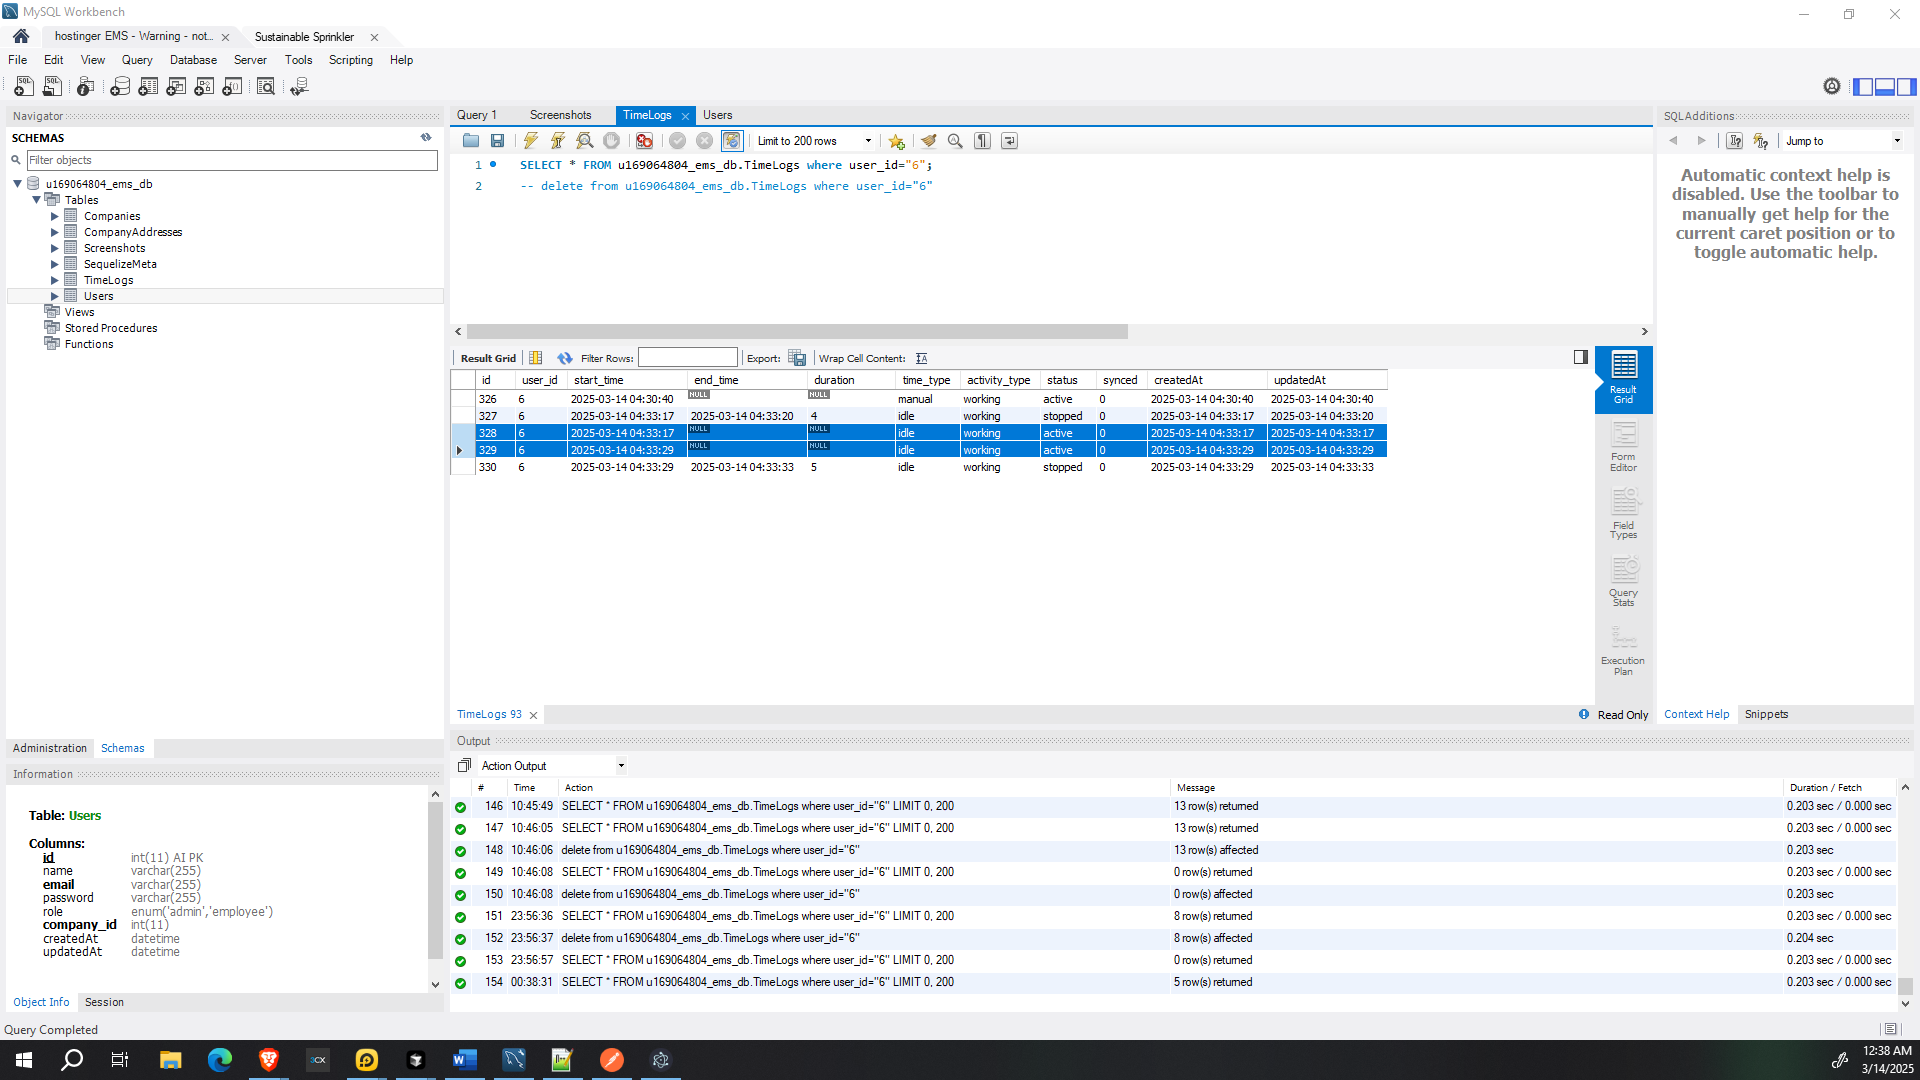 MySQL Workbench
hostinger EMS - Warning - not... Sustainable Sprinkler
File Edit View Query Database Server Tools Scripting Help
Navigator
SCHEMAS
Filter objects
u169064804_ems_db
Tables
Companies
CompanyAddresses
Screenshots
SequelizeMeta
TimeLogs
Users
Views
Stored Procedures
Functions
Administration Schemas
Information
Table: Users
Columns:
id int(11) AI PK
name varchar(255)
email varchar(255)
password varchar(255)
role enum('admin','employee')
company_id int(11)
createdAt datetime
updatedAt datetime
Object Info Session
Query 1 Screenshots TimeLogs Users
Limit to 200 rows
1 SELECT * FROM u169064804_ems_db.TimeLogs where user_id="6";
2 -- delete from u169064804_ems_db.TimeLogs where user_id="6"
Result Grid Filter Rows: Export: Wrap Cell Content:
id user_id start_time end_time duration time_type activity_type status synced createdAt updatedAt
326 6 2025-03-14 04:30:40 NULL NULL manual working active 0 2025-03-14 04:30:40 2025-03-14 04:30:40
327 6 2025-03-14 04:33:17 2025-03-14 04:33:20 4 idle working stopped 0 2025-03-14 04:33:17 2025-03-14 04:33:20
328 6 2025-03-14 04:33:17 NULL NULL idle working active 0 2025-03-14 04:33:17 2025-03-14 04:33:17
329 6 2025-03-14 04:33:29 NULL NULL idle working active 0 2025-03-14 04:33:29 2025-03-14 04:33:29
330 6 2025-03-14 04:33:29 2025-03-14 04:33:33 5 idle working stopped 0 2025-03-14 04:33:29 2025-03-14 04:33:33
Result
Grid
Form
Editor
Field
Types
Query
Stats
Execution
Plan
TimeLogs 93 Read Only
SQLAdditions
Jump to
Automatic context help is
disabled. Use the toolbar to
manually get help for the
current caret position or to
toggle automatic help.
Context Help Snippets
Output
Action Output
# Time Action Message Duration / Fetch
146 10:45:49 SELECT * FROM u169064804_ems_db.TimeLogs where user_id="6" LIMIT 0, 200 13 row(s) returned 0.203 sec / 0.000 sec
147 10:46:05 SELECT * FROM u169064804_ems_db.TimeLogs where user_id="6" LIMIT 0, 200 13 row(s) returned 0.203 sec / 0.000 sec
148 10:46:06 delete from u169064804_ems_db.TimeLogs where user_id="6" 13 row(s) affected 0.203 sec
149 10:46:08 SELECT * FROM u169064804_ems_db.TimeLogs where user_id="6" LIMIT 0, 200 0 row(s) returned 0.203 sec / 0.000 sec
150 10:46:08 delete from u169064804_ems_db.TimeLogs where user_id="6" 0 row(s) affected 0.203 sec
151 23:56:36 SELECT * FROM u169064804_ems_db.TimeLogs where user_id="6" LIMIT 0, 200 8 row(s) returned 0.203 sec / 0.000 sec
152 23:56:37 delete from u169064804_ems_db.TimeLogs where user_id="6" 8 row(s) affected 0.204 sec
153 23:56:57 SELECT * FROM u169064804_ems_db.TimeLogs where user_id="6" LIMIT 0, 200 0 row(s) returned 0.203 sec / 0.000 sec
154 00:38:31 SELECT * FROM u169064804_ems_db.TimeLogs where user_id="6" LIMIT 0, 200 5 row(s) returned 0.203 sec / 0.000 sec
Query Completed
12:38 AM
3/14/2025